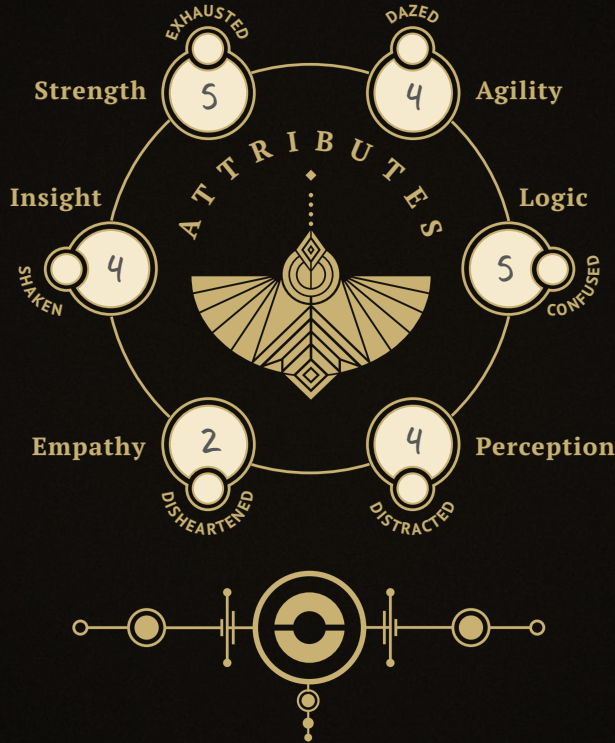 EXHAUSTED
DAZED
Strength 5
4 Agility
ATTRIBUTES
Insight
Logic
4
5
SHAKEN
CONFUSED
Empathy 2
4 Perception
DISHEARTENED
DISTRACTED